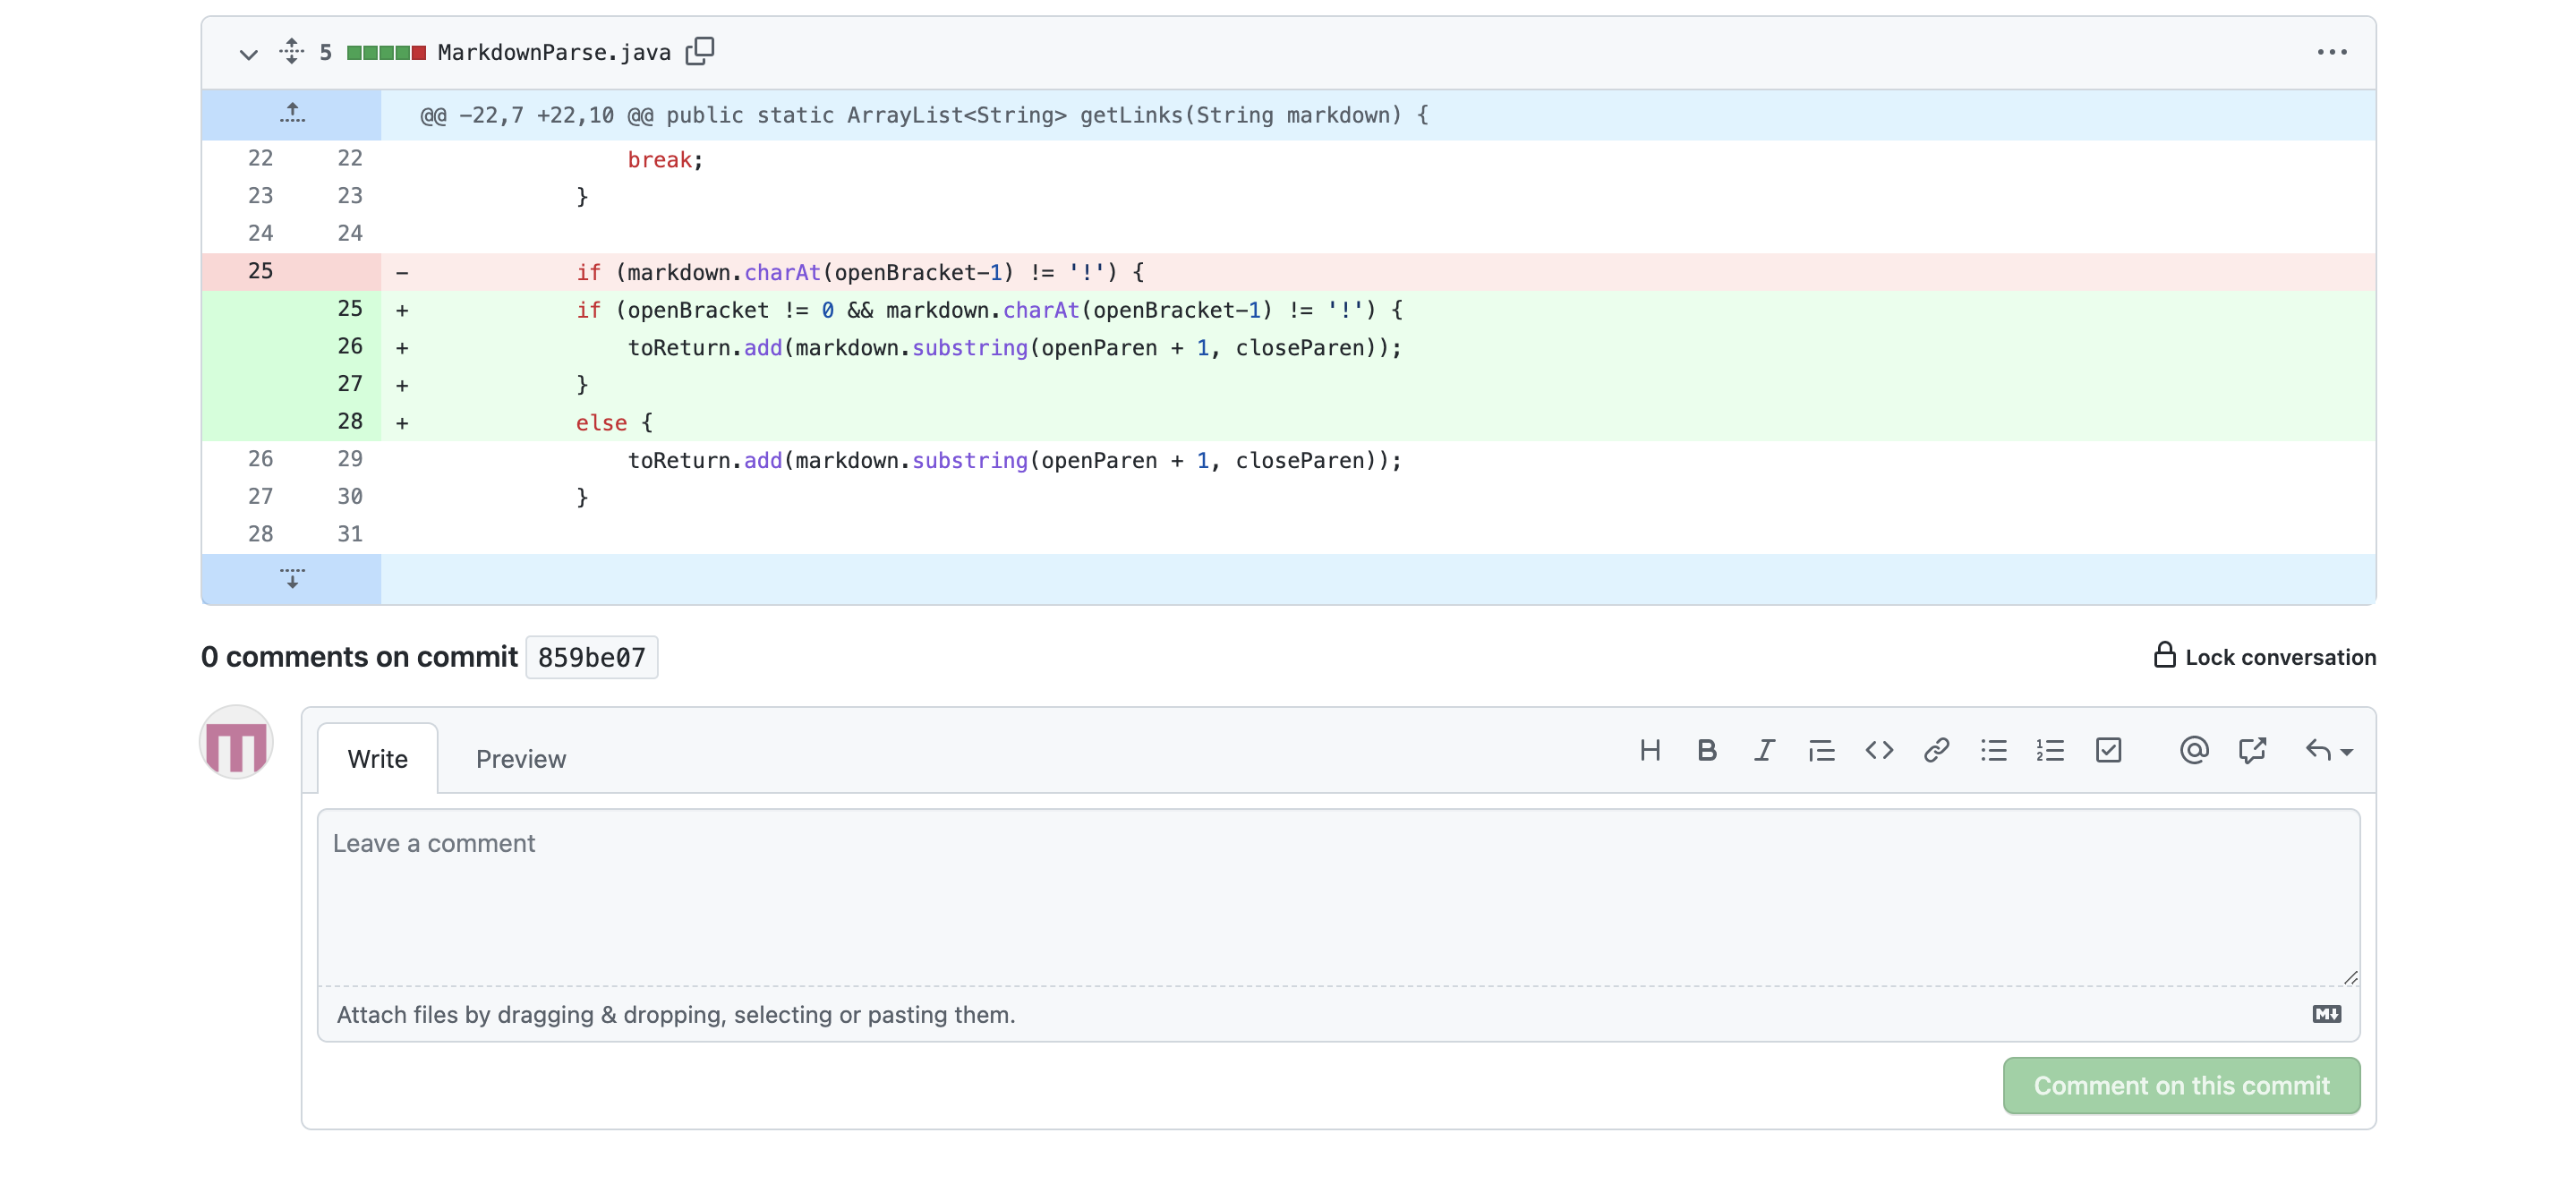 5 MarkdownParse.java
@@ -22,7 +22,10 @@ public static ArrayList<String> getLinks(String markdown) {
22 22 break;
23 23 }
24 24
25 - if (markdown.charAt(openBracket-1) != '!') {
25 + if (openBracket != 0 && markdown.charAt(openBracket-1) != '!') {
26 + toReturn.add(markdown.substring(openParen + 1, closeParen));
27 + }
28 + else {
26 29 toReturn.add(markdown.substring(openParen + 1, closeParen));
27 30 }
28 31
0 comments on commit 859be07
Lock conversation
Write Preview
Leave a comment
Attach files by dragging & dropping, selecting or pasting them.
Comment on this commit